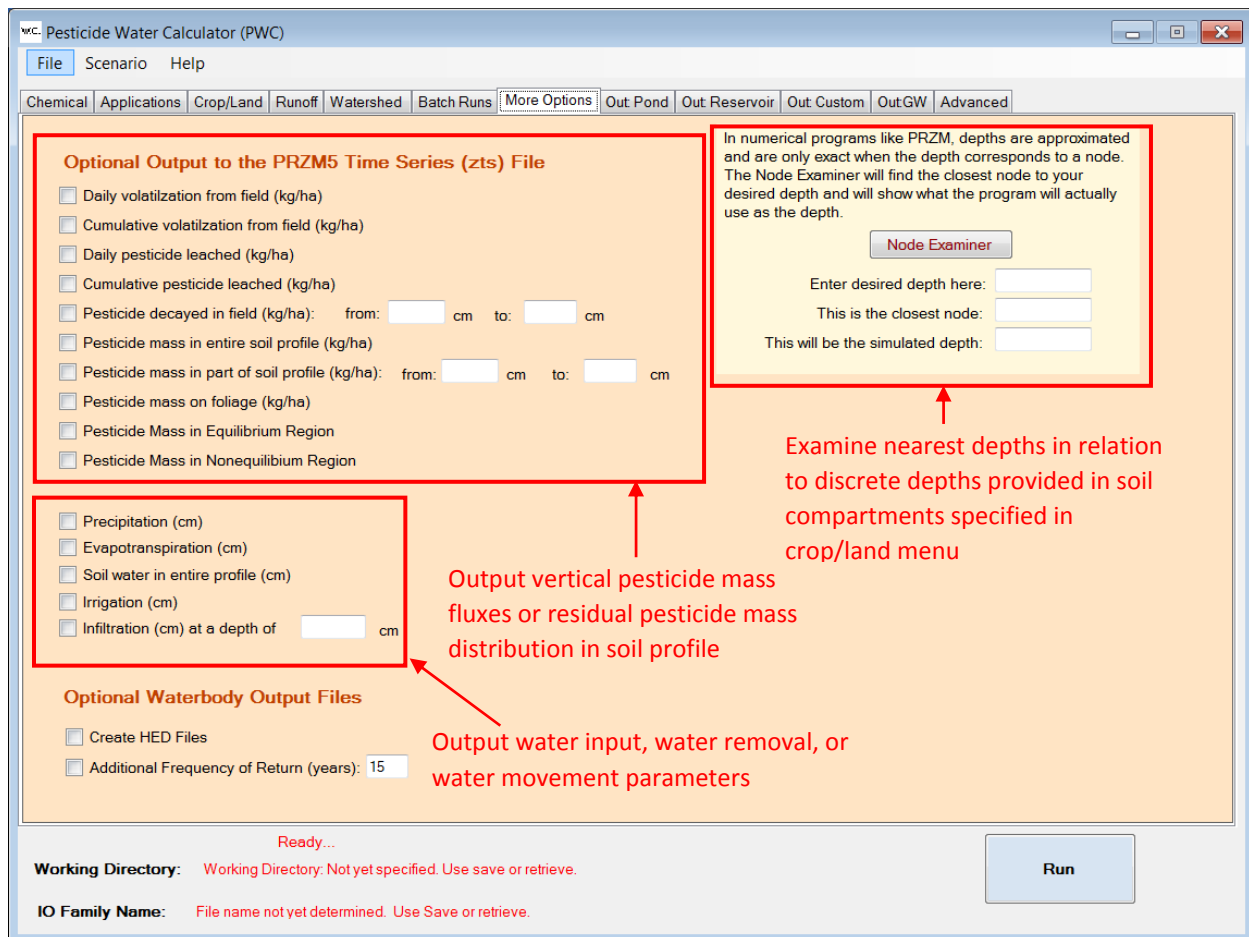 W.C. Pesticide Water Calculator (PWC)
File Scenario Help
Chemical Applications Crop/Land Runoff Watershed Batch Runs More Options Out: Pond Out: Reservoir Out: Custom Out:GW Advanced
Optional Output to the PRZM5 Time Series (zts) File
Daily volatilzation from field (kg/ha)
Cumulative volatilzation from field (kg/ha)
Daily pesticide leached (kg/ha)
Cumulative pesticide leached (kg/ha)
Pesticide decayed in field (kg/ha): from: cm to: cm
Pesticide mass in entire soil profile (kg/ha)
Pesticide mass in part of soil profile (kg/ha): from: cm to: cm
Pesticide mass on foliage (kg/ha)
Pesticide Mass in Equilibrium Region
Pesticide Mass in Nonequilibium Region
In numerical programs like PRZM, depths are approximated
and are only exact when the depth corresponds to a node.
The Node Examiner will find the closest node to your
desired depth and will show what the program will actually
use as the depth.
Node Examiner
Enter desired depth here:
This is the closest node:
This will be the simulated depth:
Examine nearest depths in relation
to discrete depths provided in soil
compartments specified in
crop/land menu
Precipitation (cm)
Evapotranspiration (cm)
Soil water in entire profile (cm)
Irrigation (cm)
Infiltration (cm) at a depth of cm
Output vertical pesticide mass
fluxes or residual pesticide mass
distribution in soil profile
Optional Waterbody Output Files
Create HED Files
Additional Frequency of Return (years): 15
Output water input, water removal, or
water movement parameters
Ready...
Working Directory: Working Directory: Not yet specified. Use save or retrieve.
IO Family Name: File name not yet determined. Use Save or retrieve.
Run